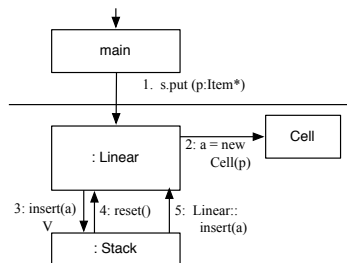 main
1. s.put (p:Item*)
: Linear
2: a = new
Cell(p)
Cell
3: insert(a)
V
4: reset()
5: Linear::
insert(a)
: Stack